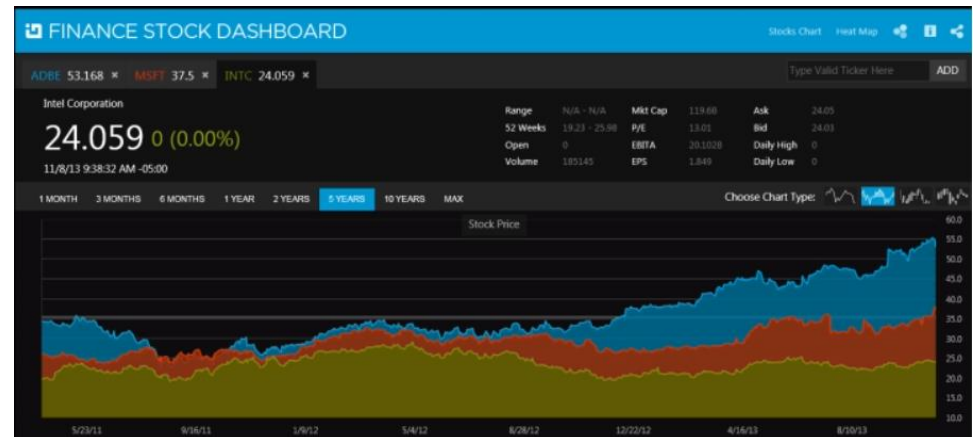 FINANCE STOCK DASHBOARD
Stocks Chart Heat Map
ADBE 53.168 × MSFT 37.5 × INTC 24.059 ×
Type Valid Ticker Here ADD
Intel Corporation
24.059 0 (0.00%)
11/8/13 9:38:32 AM -05:00
Range N/A - N/A Mkt Cap 119.6B Ask 24.05
52 Weeks 19.23 - 25.98 P/E 13.01 Bid 24.03
Open 0 EBITA 20.102B Daily High 0
Volume 185145 EPS 1.849 Daily Low 0
1 MONTH 3 MONTHS 6 MONTHS 1 YEAR 2 YEARS 5 YEARS 10 YEARS MAX
Choose Chart Type:
Stock Price
60.0
55.0
50.0
45.0
40.0
35.0
30.0
25.0
20.0
15.0
10.0
5/23/11 9/16/11 1/9/12 5/4/12 8/28/12 12/22/12 4/16/13 8/10/13